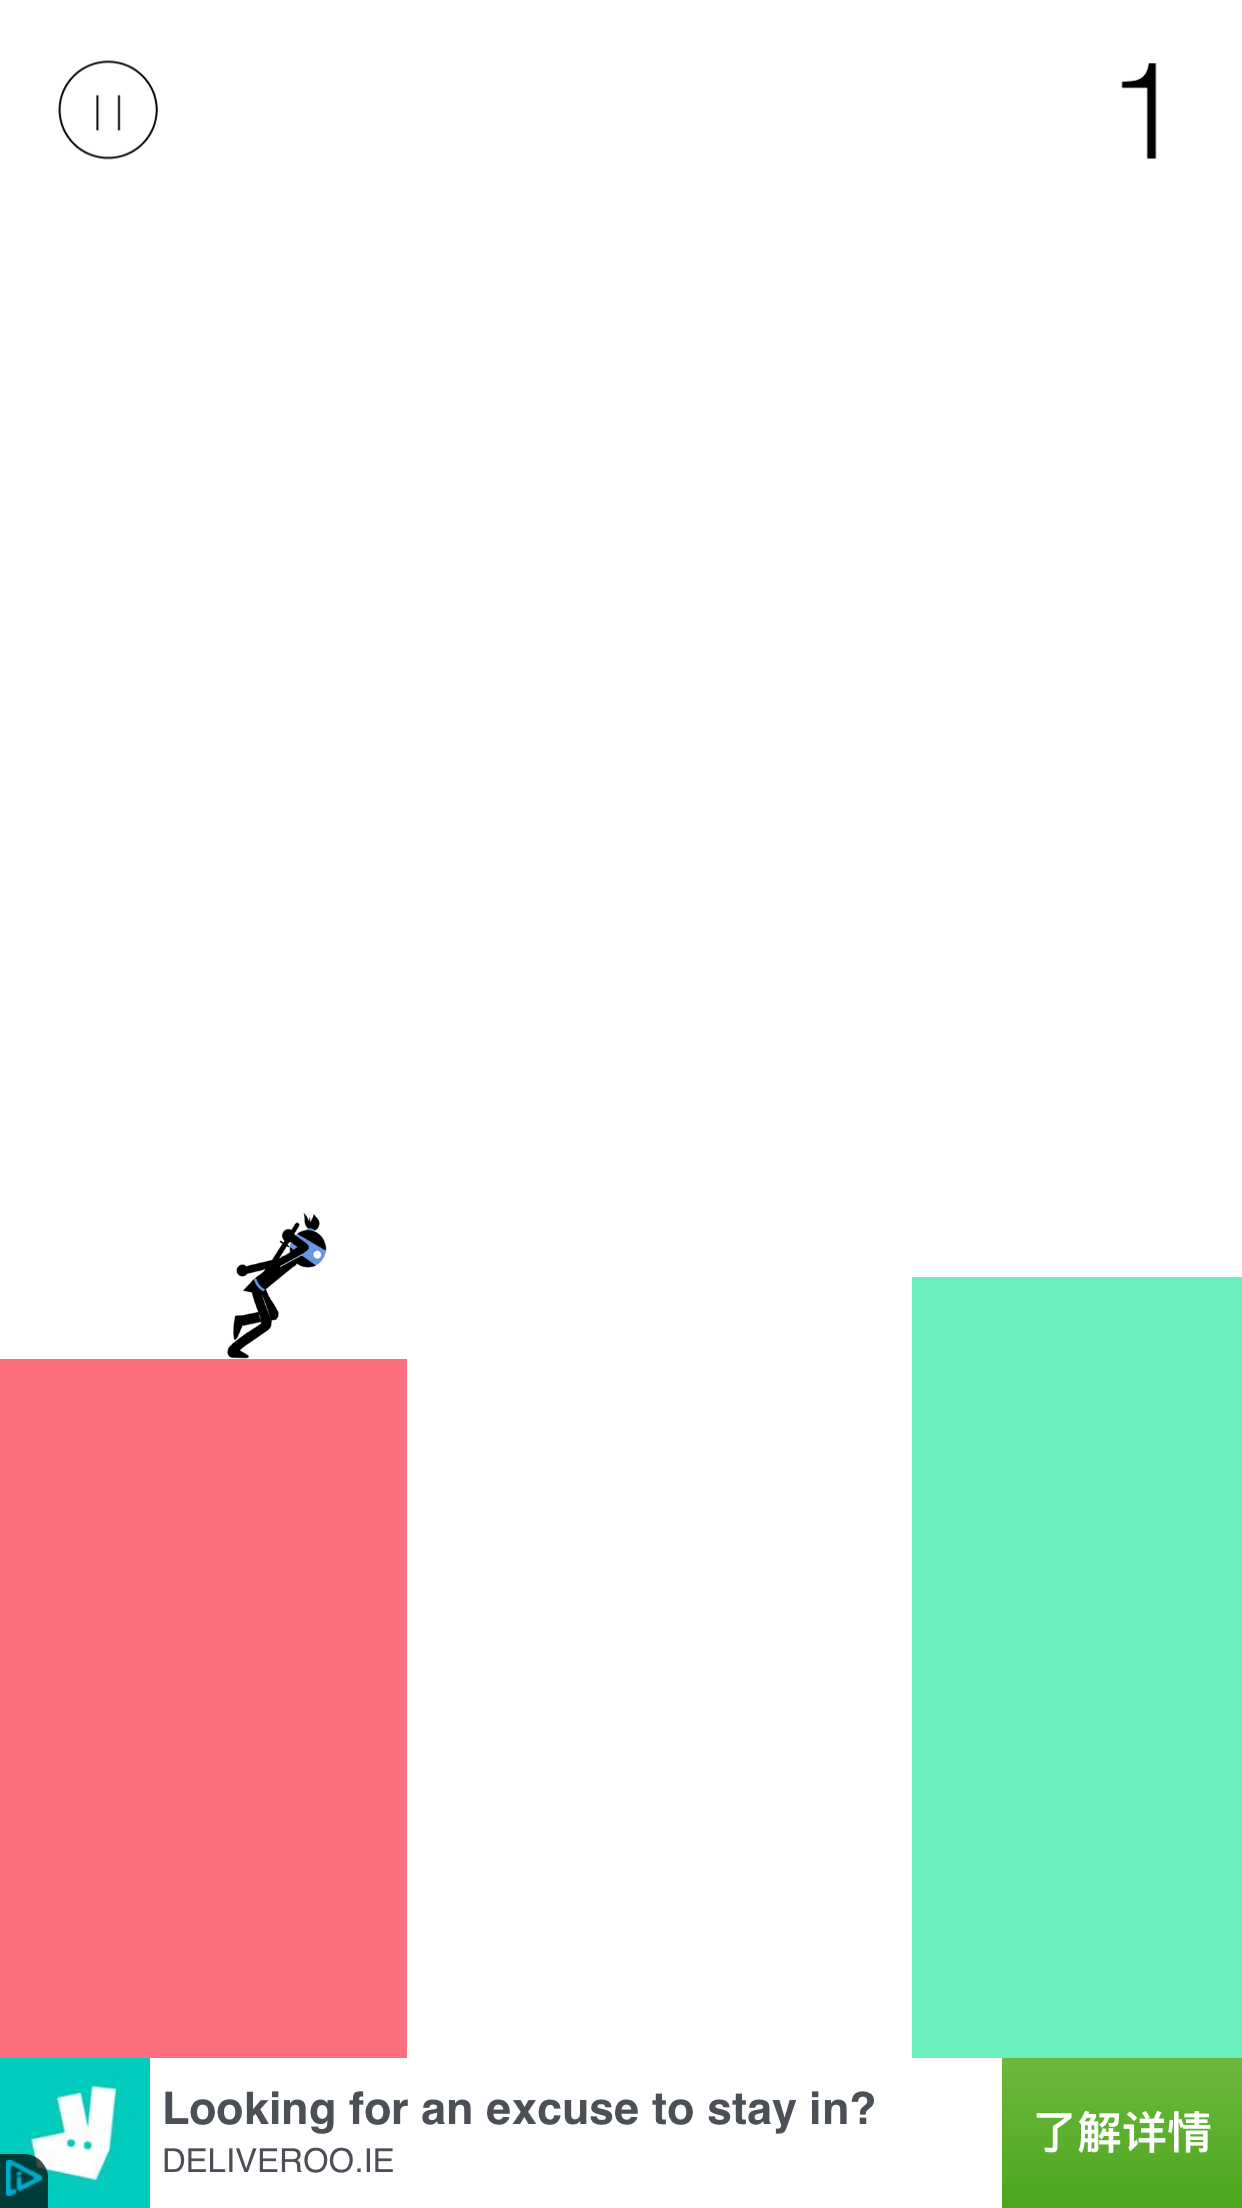 1
Looking for an excuse to stay in?
DELIVEROO.IE
了解详情